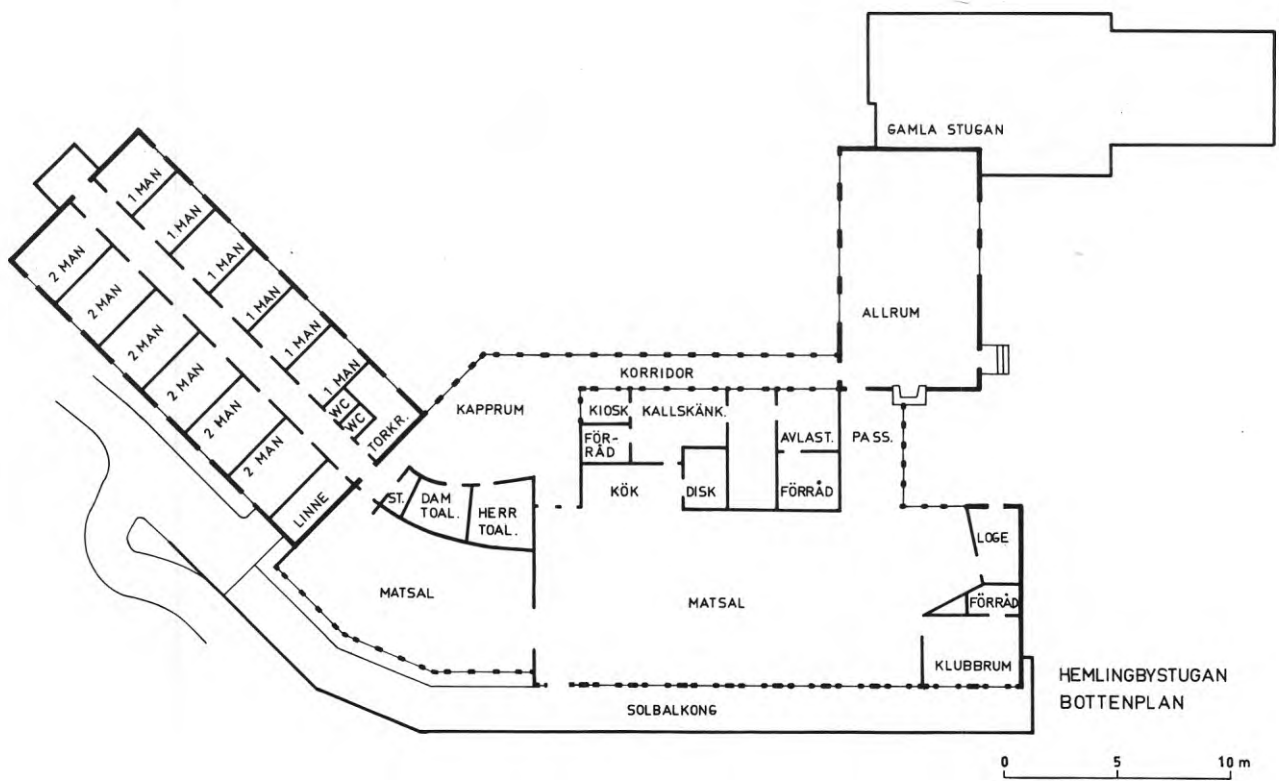 GAMLA STUGAN
1 MAN
1 MAN
1 MAN
1 MAN
1 MAN
1 MAN
2 MAN
2 MAN
2 MAN
2 MAN
2 MAN
2 MAN
WC
WC
TORKR.
LINNE
ALLRUM
KORRIDOR
KAPPRUM
KIOSK
KALLSKÄNK.
FÖR-
RÅD
AVLAST.
PASS.
KÖK
DISK
FÖRRÅD
ST.
DAM
TOAL.
HERR
TOAL.
LOGE
MATSAL
MATSAL
FÖRRÅD
KLUBBRUM
SOLBALKONG
HEMLINGBYSTUGAN
BOTTENPLAN
0 5 10 m